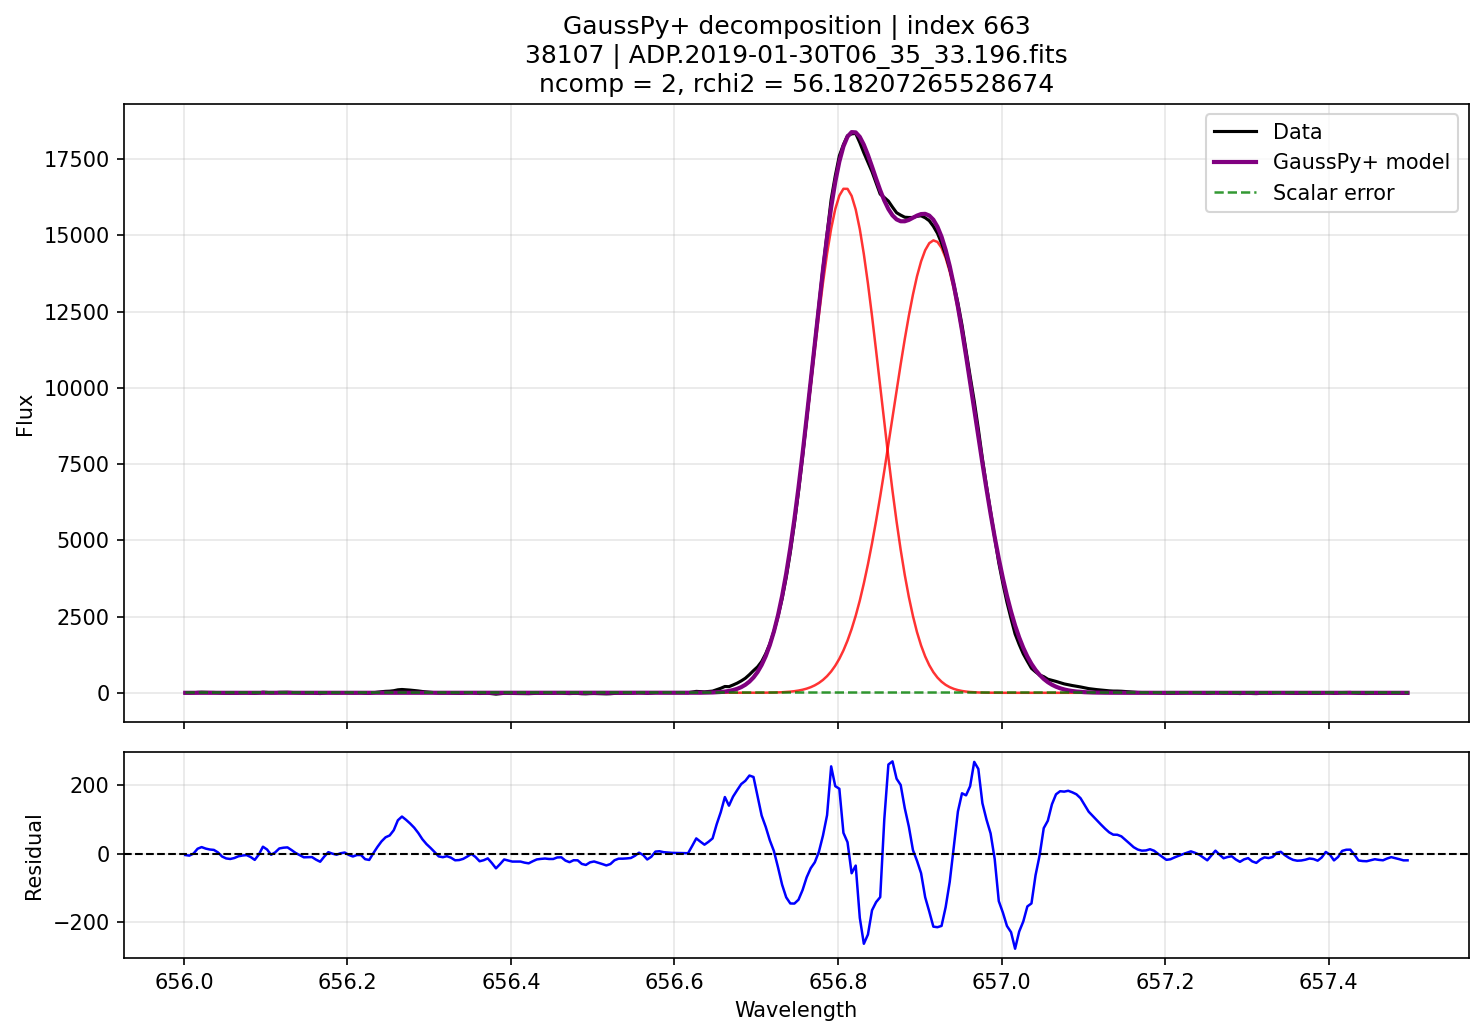 GaussPy+ decomposition | index 663
38107 | ADP.2019-01-30T06_35_33.196.fits
ncomp = 2, rchi2 = 56.18207265528674
Data
GaussPy+ model
Scalar error
Flux
17500
15000
12500
10000
7500
5000
2500
0
Residual
200
0
−200
656.0
656.2
656.4
656.6
656.8
657.0
657.2
657.4
Wavelength